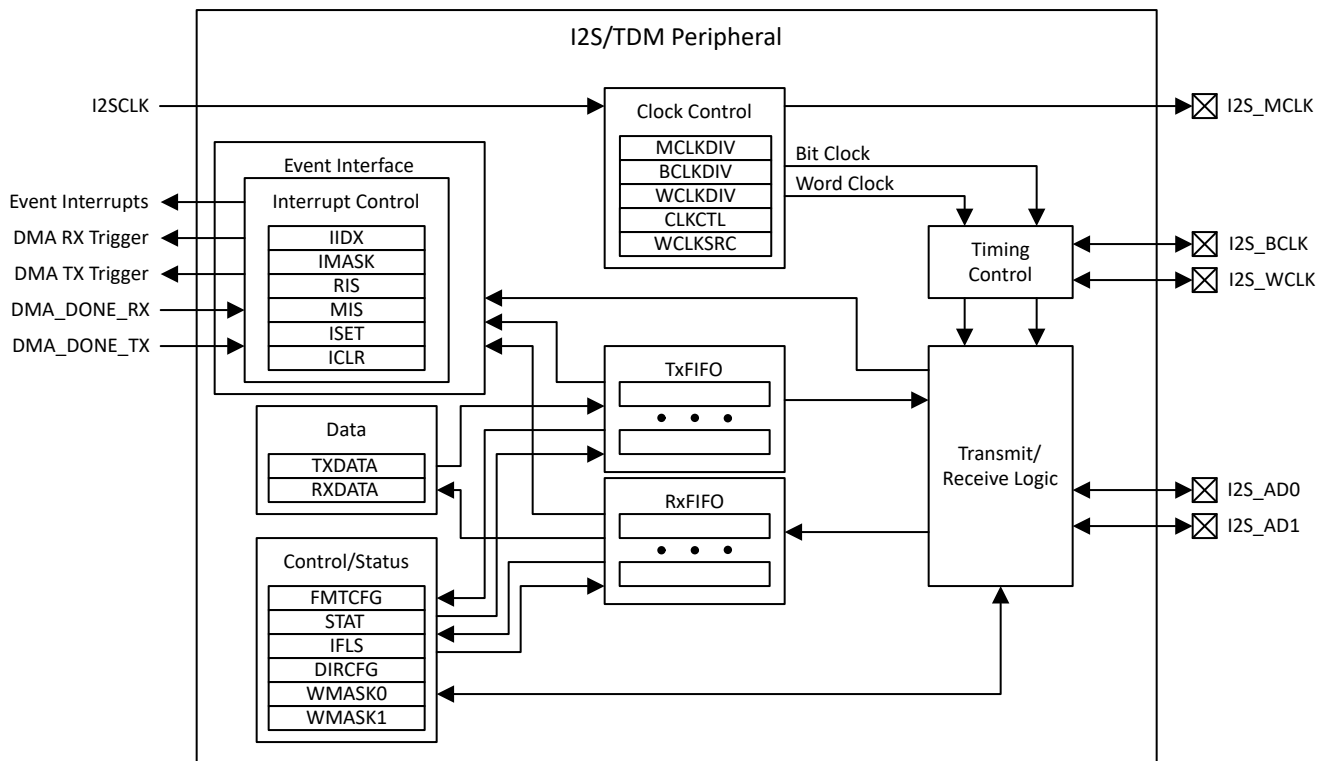 I2S/TDM Peripheral
I2SCLK
Clock Control
MCLKDIV
BCLKDIV
WCLKDIV
CLKCTL
WCLKSRC
I2S_MCLK
Bit Clock
Word Clock
Event Interface
Interrupt Control
IIDX
IMASK
RIS
MIS
ISET
ICLR
Event Interrupts
DMA RX Trigger
DMA TX Trigger
DMA_DONE_RX
DMA_DONE_TX
Timing
Control
I2S_BCLK
I2S_WCLK
TxFIFO
Data
TXDATA
RXDATA
RxFIFO
Transmit/
Receive Logic
I2S_AD0
I2S_AD1
Control/Status
FMTCFG
STAT
IFLS
DIRCFG
WMASK0
WMASK1